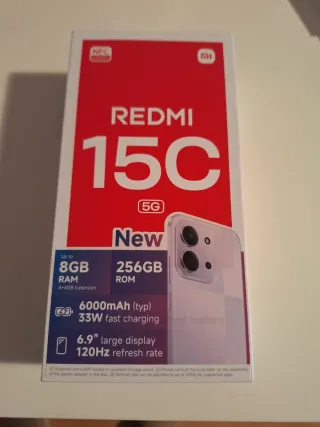 NFC
mi
REDMI
15C
5G
New
Up to
8GB
RAM
256GB
ROM
6000mAh (typ)
33W fast charging
6.9" large display
120Hz refresh rate